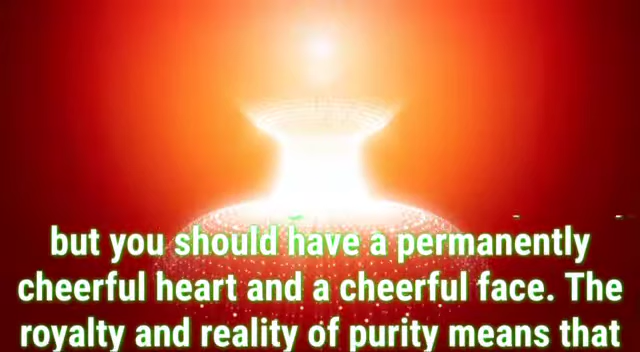 but you should have a permanently
cheerful heart and a cheerful face. The
royalty and reality of purity means that